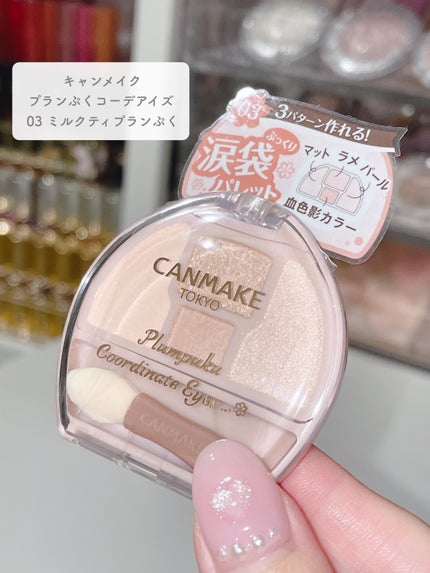 キャンメイク
プランぷくコーデアイズ
03 ミルクティプランぷく
03
3パターン作れる!
ぷっくり
涙袋
パレット
マット ラメ パール
血色影カラー
CANMAKE
TOKYO
Plumpuku
Coordinate Eyes
CANMAKE